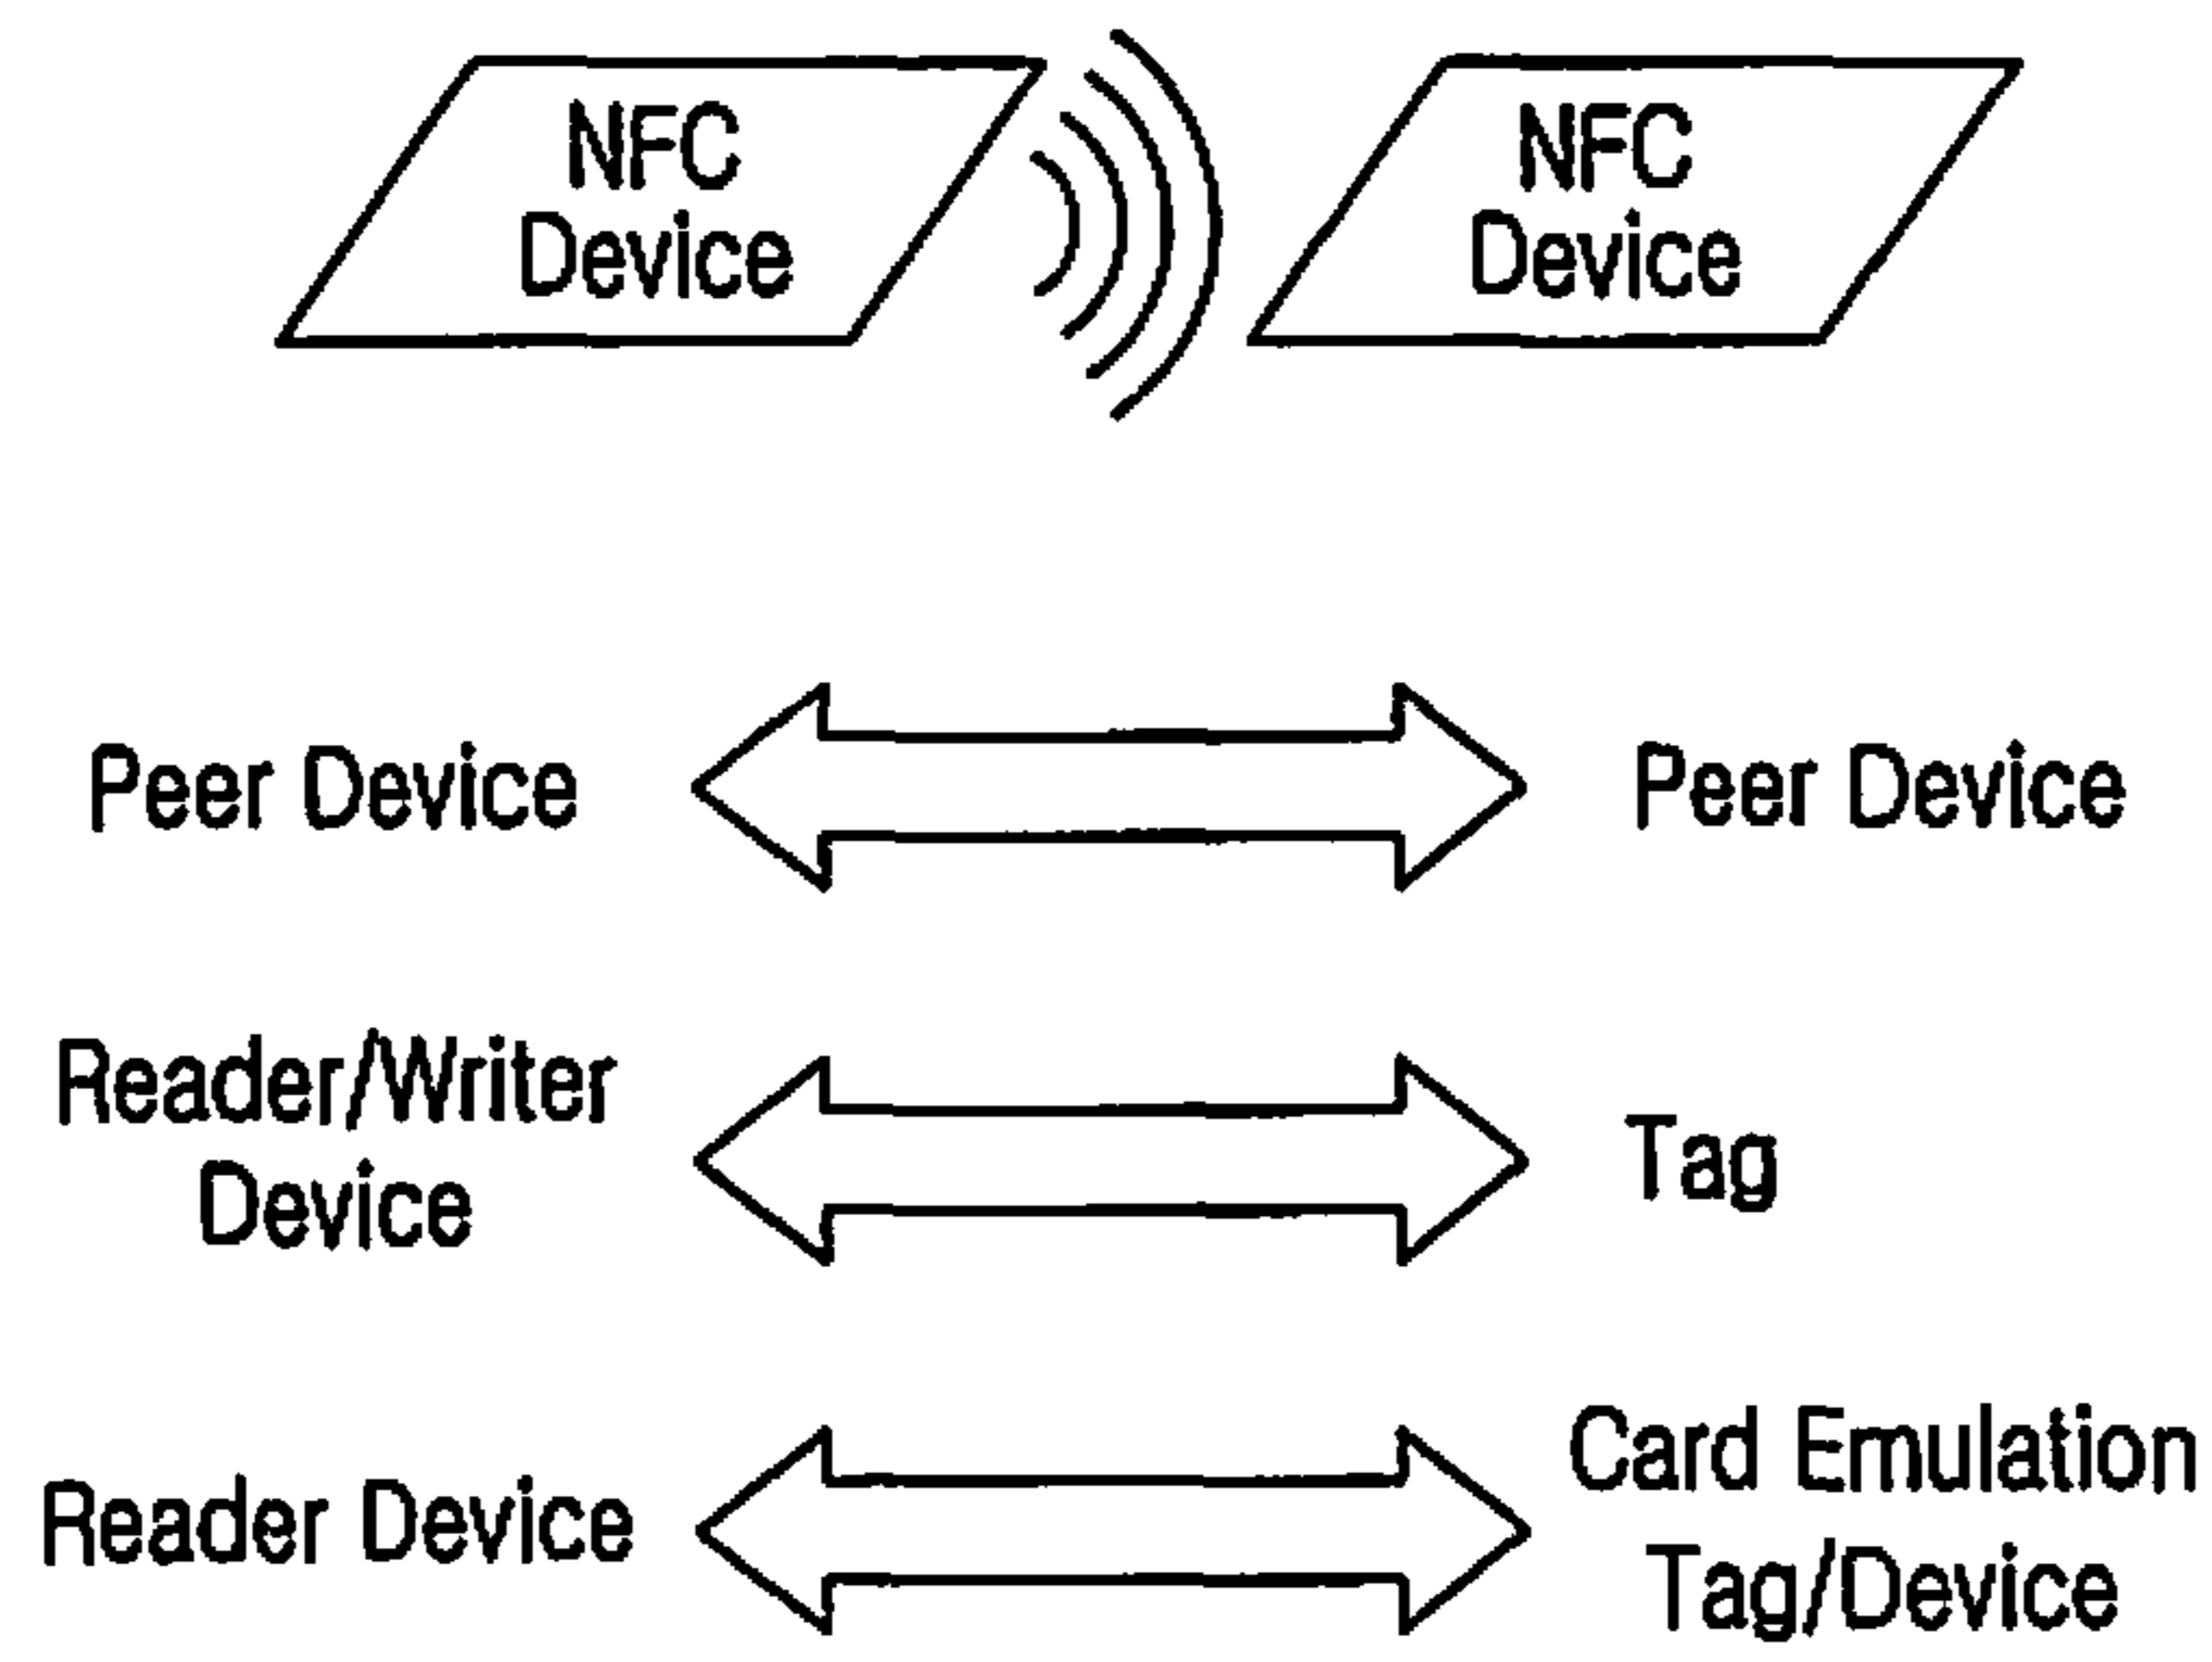 NFC
Device
NFC
Device
Peer Device
Peer Device
Reader/Writer
Device
Tag
Reader Device
Card Emulation
Tag/Device